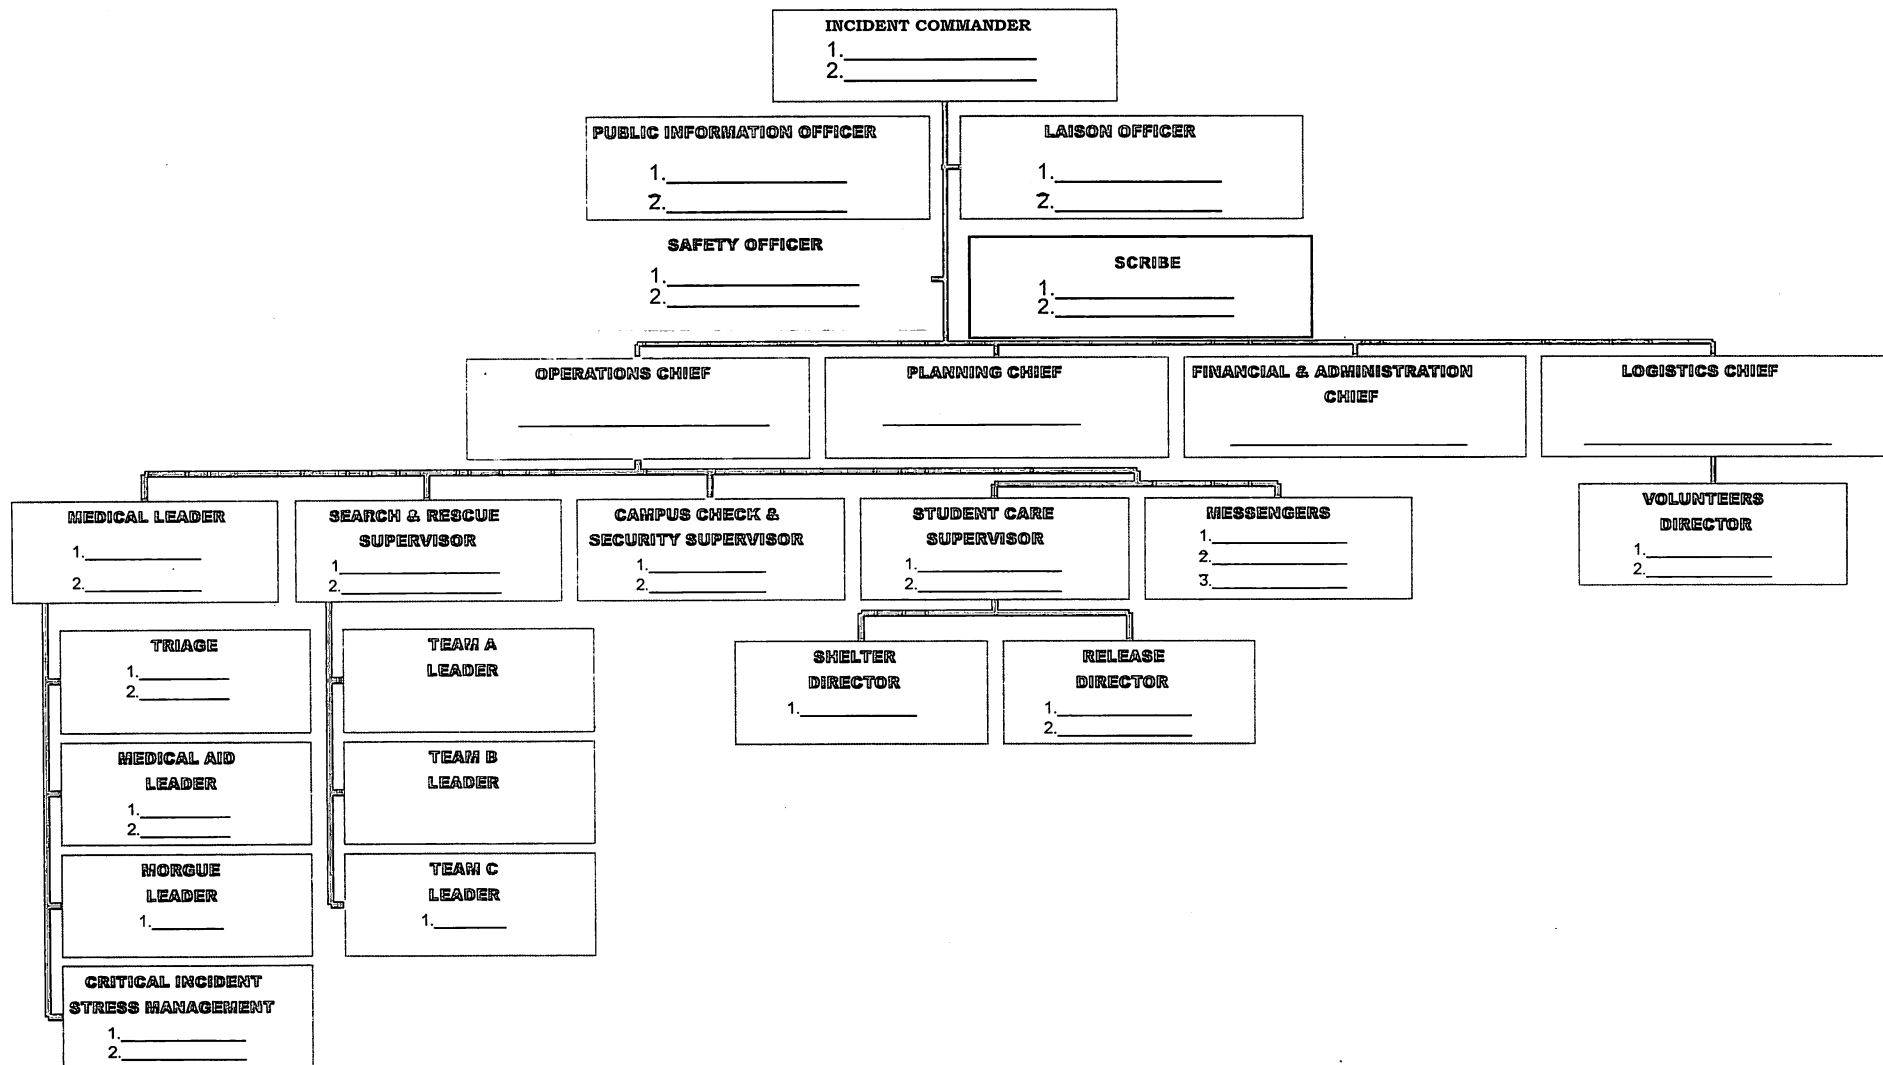 INCIDENT COMMANDER
1.
2.
PUBLIC INFORMATION OFFICER
1.
2.
LAISON OFFICER
1.
2.
SAFETY OFFICER
1.
2.
SCRIBE
1.
2.
OPERATIONS CHIEF
PLANNING CHIEF
FINANCIAL & ADMINISTRATION
CHIEF
LOGISTICS CHIEF
MEDICAL LEADER
1.
2.
SEARCH & RESCUE
SUPERVISOR
1
2.
CAMPUS CHECK &
SECURITY SUPERVISOR
1.
2.
STUDENT CARE
SUPERVISOR
1.
2.
MESSENGERS
1.
2.
3.
VOLUNTEERS
DIRECTOR
1.
2.
TRIAGE
1.
2.
TEAM A
LEADER
SHELTER
DIRECTOR
1.
RELEASE
DIRECTOR
1.
2.
MEDICAL AID
LEADER
1.
2.
TEAM B
LEADER
MORGUE
LEADER
1.
TEAM C
LEADER
1.
CRITICAL INCIDENT
STRESS MANAGEMENT
1.
2.